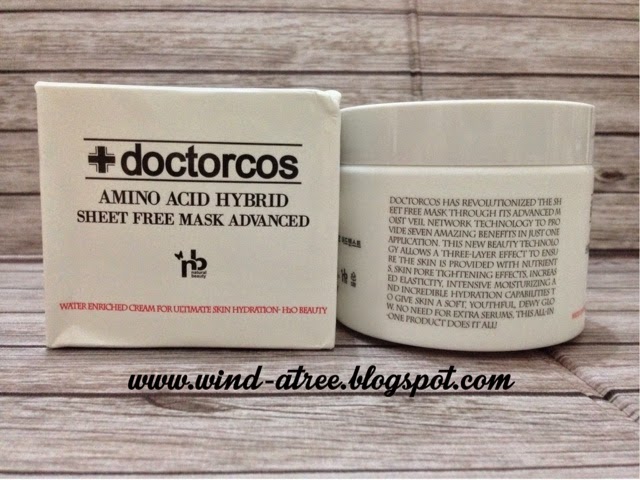 doctorcos
AMINO ACID HYBRID
SHEET FREE MASK ADVANCED
nb
natural
beauty
WATER ENRICHED CREAM FOR ULTIMATE SKIN HYDRATION- H2O BEAUTY
DOCTORCOS HAS REVOLUTIONIZED THE SH
EET FREE MASK THROUGH ITS ADVANCED M
OIST VEIL NETWORK TECHNOLOGY TO PRO
VIDE SEVEN AMAZING BENEFITS IN JUST ONE
APPLICATION. THIS NEW BEAUTY TECHNOLO
GY ALLOWS A THREE-LAYER EFFECT TO ENSU
RE THE SKIN IS PROVIDED WITH NUTRIENT
S, SKIN PORE TIGHTENING EFFECTS, INCREAS
ED ELASTICITY, INTENSIVE MOISTURIZING A
ND INCREDIBLE HYDRATION CAPABILITIES T
O GIVE SKIN A SOFT, YOUTHFUL, DEWY GLO
W. NO NEED FOR EXTRA SERUMS, THIS ALL-IN
-ONE PRODUCT DOES IT ALL!
www.wind-atree.blogspot.com